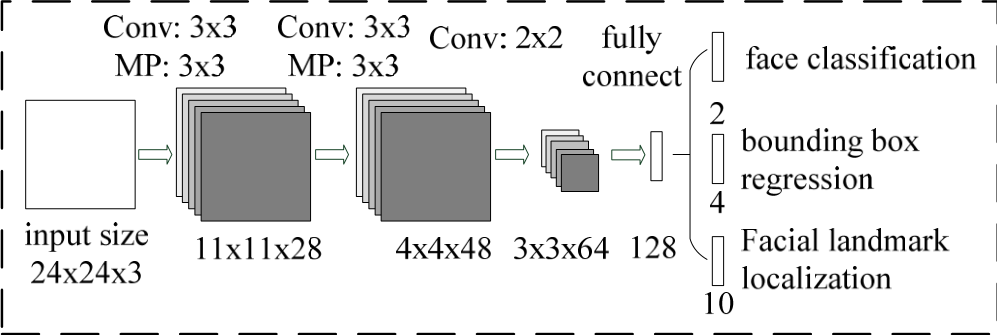 Conv: 3x3
MP: 3x3
Conv: 3x3
MP: 3x3
Conv: 2x2
fully
connect
input size
24x24x3
11x11x28
4x4x48
3x3x64
128
face classification
2
bounding box
regression
4
Facial landmark
localization
10